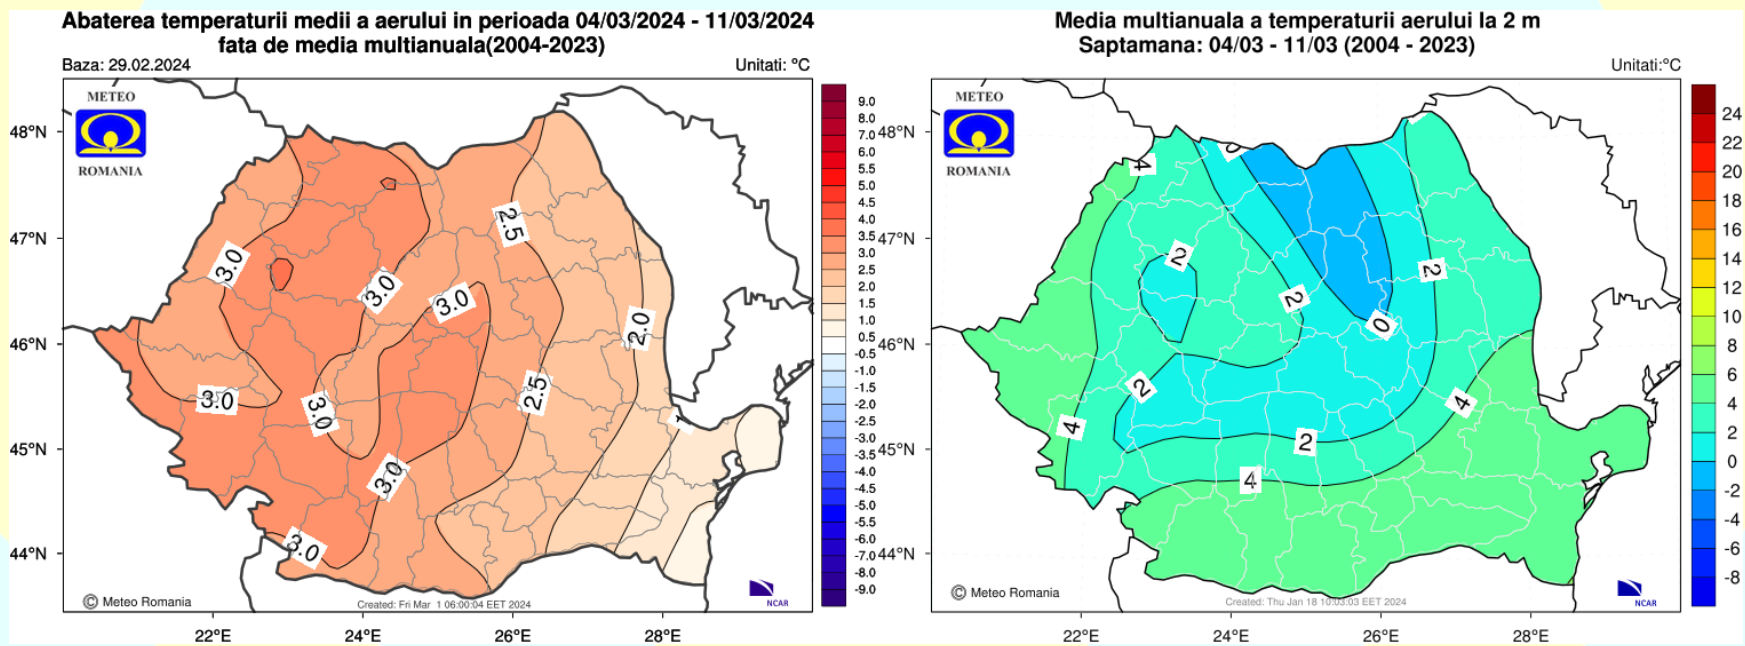 Abaterea temperaturii medii a aerului in perioada 04/03/2024 - 11/03/2024
fata de media multianuala(2004-2023)
Baza: 29.02.2024
Unitati: °C
METEO
ROMANIA
48°N
47°N
46°N
45°N
44°N
22°E
24°E
26°E
28°E
3.0
3.0
3.0
2.5
2.0
3.0
3.0
2.5
3.0
3.0
1
9.0
8.0
7.0
6.0
5.5
5.0
4.5
4.0
3.5
3.0
2.5
2.0
1.5
1.0
0.5
-0.5
-1.0
-1.5
-2.0
-2.5
-3.0
-3.5
-4.0
-4.5
-5.0
-5.5
-6.0
-7.0
-8.0
-9.0
© Meteo Romania
Created: Fri Mar 1 06:00:04 EET 2024
NCAR
Media multianuala a temperaturii aerului la 2 m
Saptamana: 04/03 - 11/03 (2004 - 2023)
Unitati:°C
METEO
ROMANIA
48°N
47°N
46°N
45°N
44°N
22°E
24°E
26°E
28°E
4
0
2
2
2
0
2
4
4
2
4
24
22
20
18
16
14
12
10
8
6
4
2
0
-2
-4
-6
-8
© Meteo Romania
Created: Thu Jan 18 10:03:03 EET 2024
NCAR